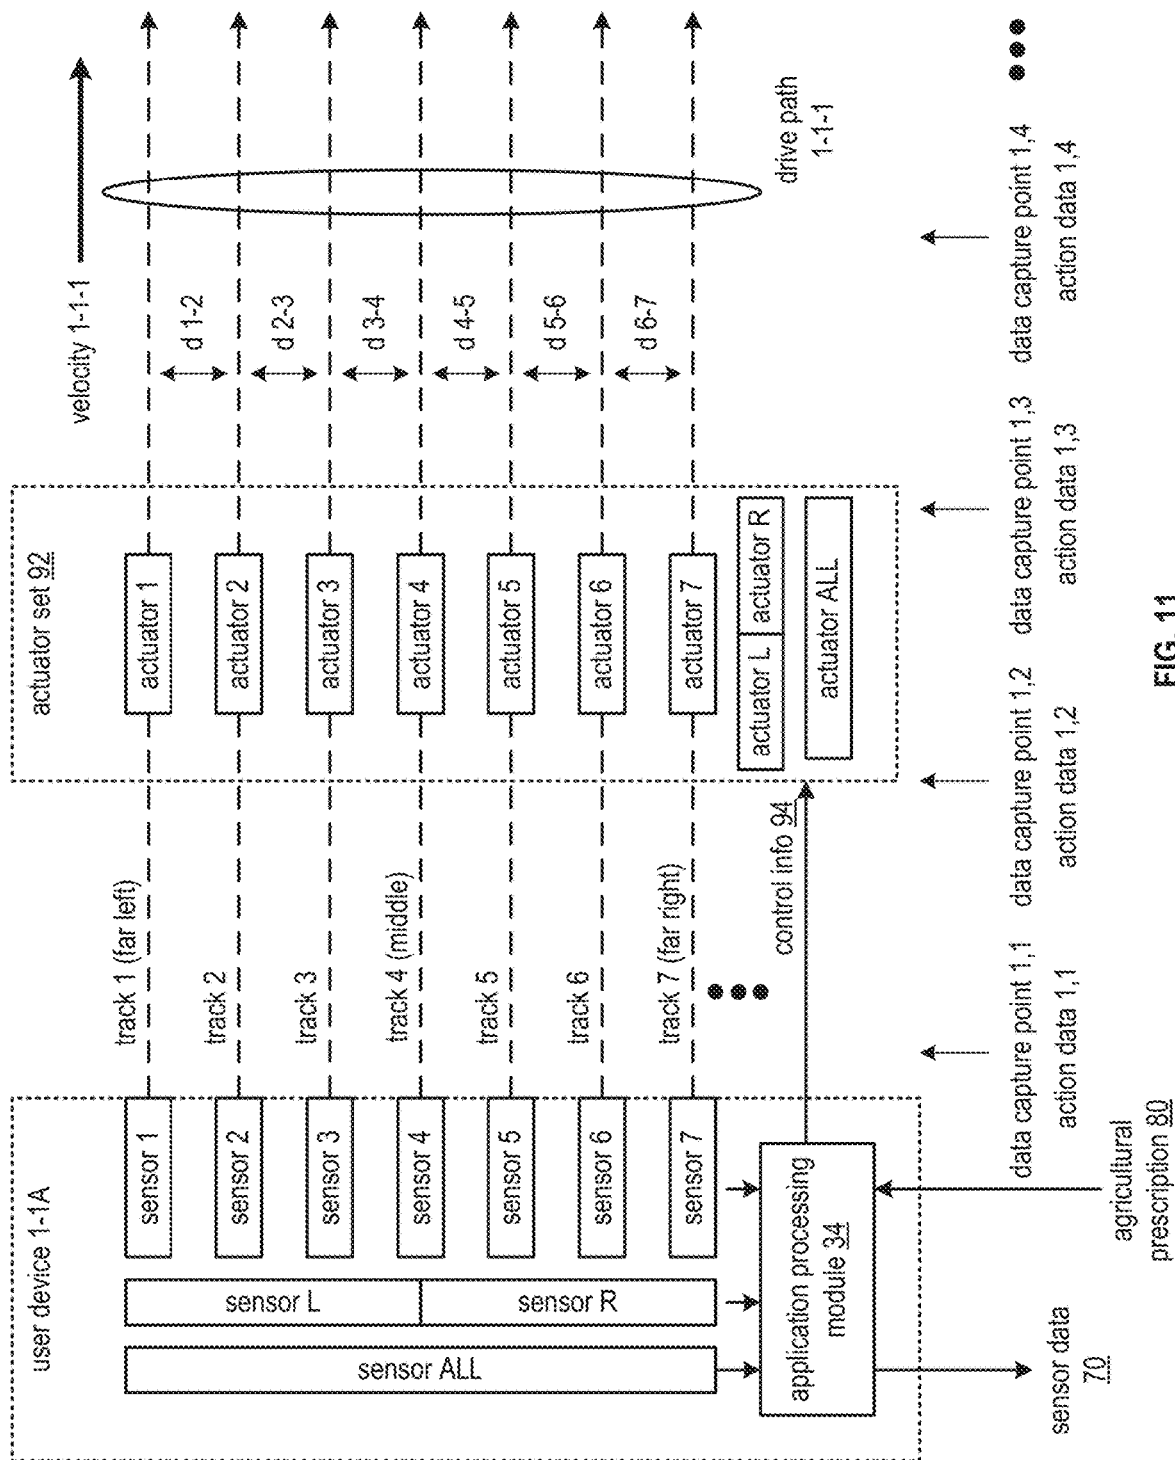 user device 1-1A
sensor ALL
sensor L
sensor R
sensor 1
sensor 2
sensor 3
sensor 4
sensor 5
sensor 6
sensor 7
application processing
module 34
sensor data
70
agricultural
prescription 80
track 1 (far left)
track 2
track 3
track 4 (middle)
track 5
track 6
track 7 (far right)
control info 94
actuator set 92
actuator 1
actuator 2
actuator 3
actuator 4
actuator 5
actuator 6
actuator 7
actuator L
actuator R
actuator ALL
velocity 1-1-1
d 1-2
d 2-3
d 3-4
d 4-5
d 5-6
d 6-7
drive path
1-1-1
data capture point 1,1
action data 1,1
data capture point 1,2
action data 1,2
data capture point 1,3
action data 1,3
data capture point 1,4
action data 1,4
FIG. 11